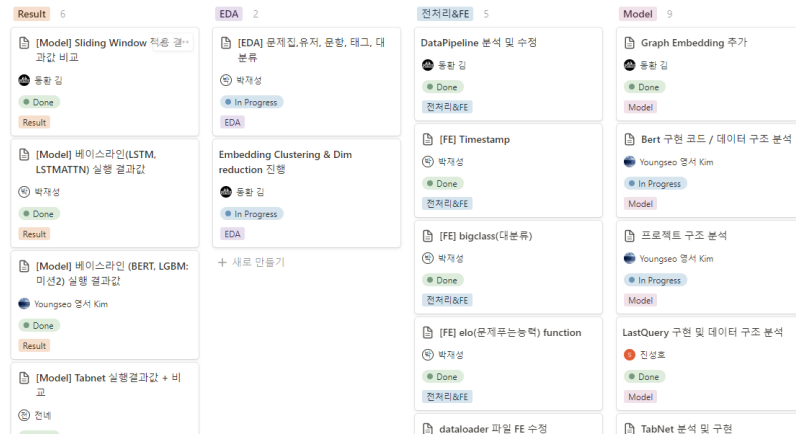 Result 6
[Model] Sliding Window 적용 결
과값 비교
동환 김
Done
Result
[Model] 베이스라인(LSTM,
LSTMATTN) 실행 결과값
박 박재성
Done
Result
[Model] 베이스라인 (BERT, LGBM:
미션2) 실행 결과값
Youngseo 영서 Kim
Done
Result
[Model] Tabnet 실행결과값 + 비
교
전 전네
EDA 2
[EDA] 문제집,유저, 문항, 태그, 대
분류
박 박재성
In Progress
EDA
Embedding Clustering & Dim
reduction 진행
동환 김
In Progress
EDA
+ 새로 만들기
전처리&FE 5
DataPipeline 분석 및 수정
동환 김
Done
전처리&FE
[FE] Timestamp
박 박재성
Done
전처리&FE
[FE] bigclass(대분류)
박 박재성
Done
전처리&FE
[FE] elo(문제푸는능력) function
박 박재성
Done
전처리&FE
dataloader 파일 FE 수정
Model 9
Graph Embedding 추가
동환 김
Done
Model
Bert 구현 코드 / 데이터 구조 분석
Youngseo 영서 Kim
In Progress
Model
프로젝트 구조 분석
Youngseo 영서 Kim
In Progress
Model
LastQuery 구현 및 데이터 구조 분석
S 진성호
Done
Model
TabNet 분석 및 구현